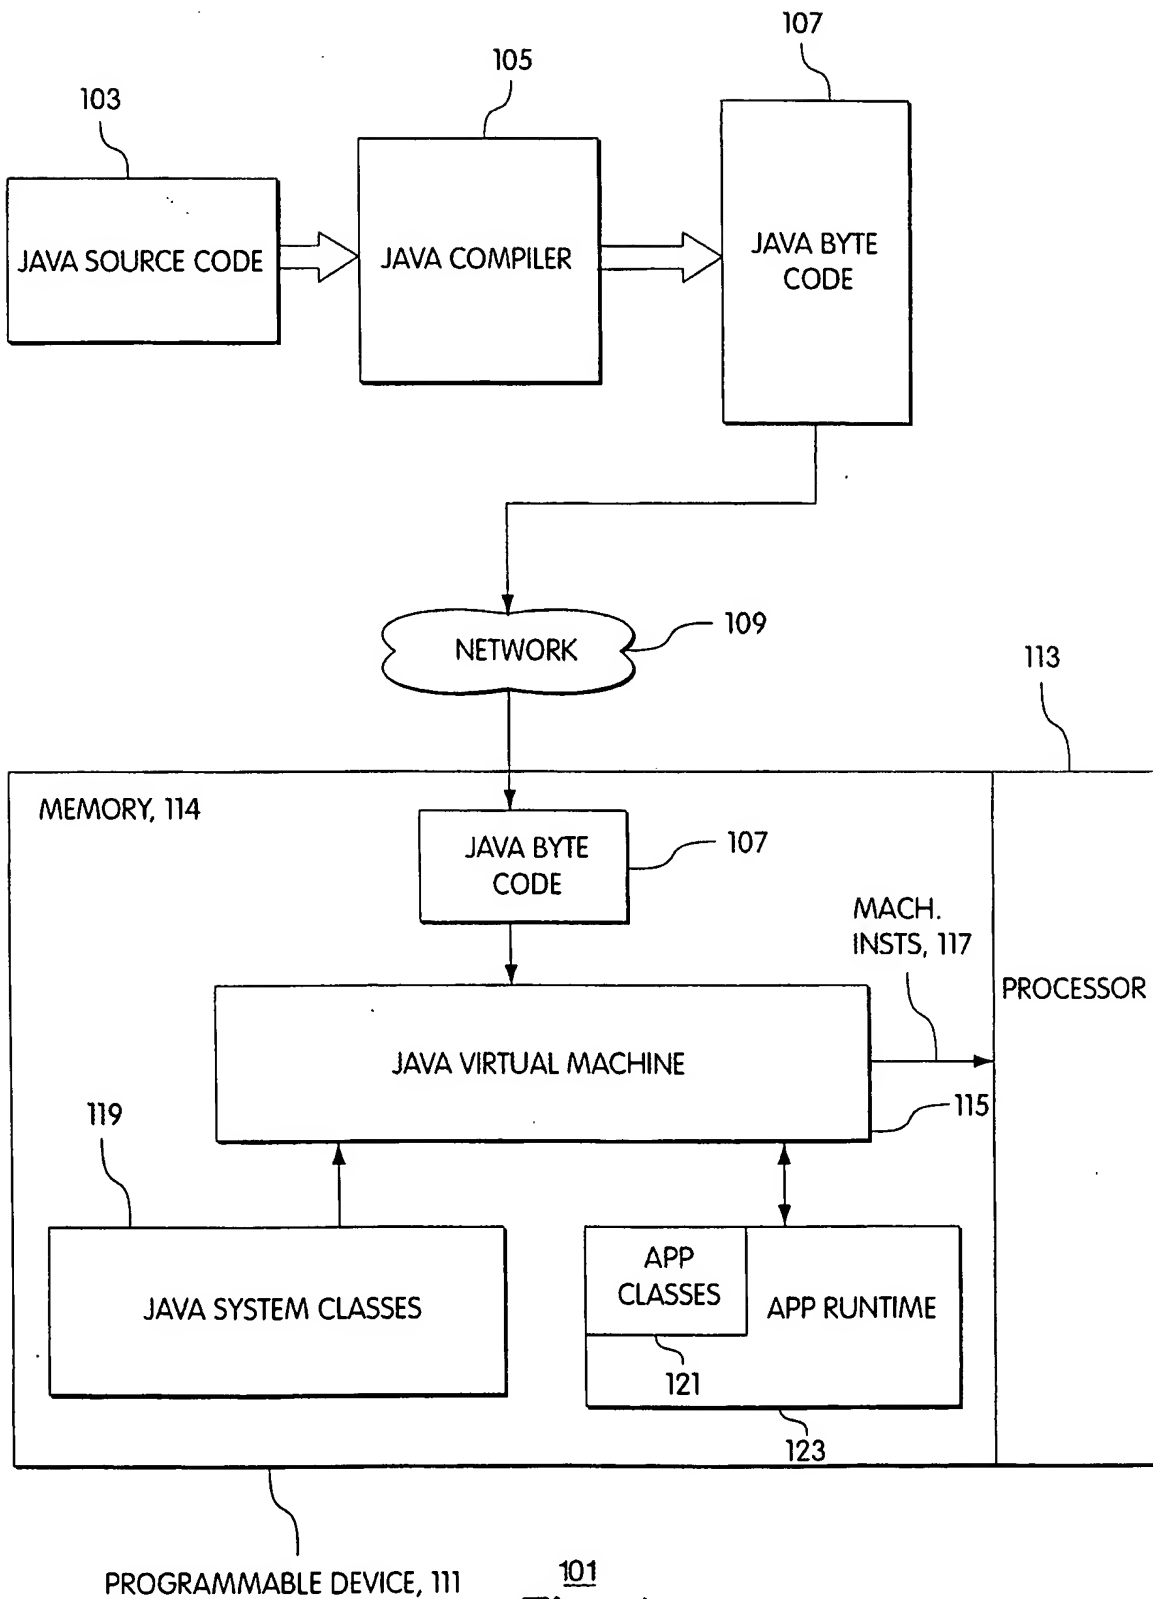 107
105
103
JAVA SOURCE CODE
JAVA COMPILER
JAVA BYTE
CODE
NETWORK
109
113
MEMORY, 114
JAVA BYTE
CODE
107
MACH.
INSTS, 117
PROCESSOR
JAVA VIRTUAL MACHINE
115
119
JAVA SYSTEM CLASSES
APP
CLASSES
APP RUNTIME
121
123
PROGRAMMABLE DEVICE, 111
101